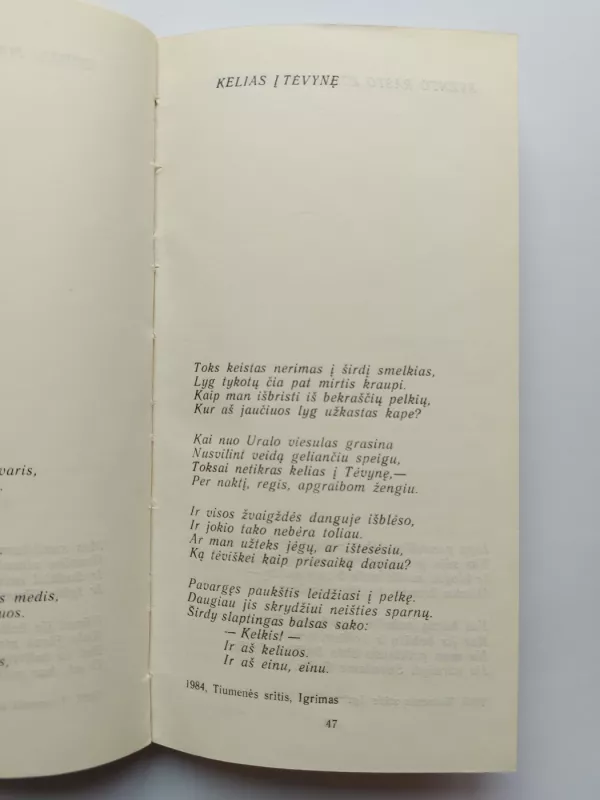 varis,
s medis,
uos.
s,
KELIAS Į TĖVYNĘ
Toks keistas nerimas į širdį smelkias,
Lyg tykotų čia pat mirtis kraupi.
Kaip man išbristi iš bekraščių pelkių,
Kur aš jaučiuos lyg užkastas kape?
Kai nuo Uralo viesulas grasina
Nusvilint veidą geliančiu speigu,
Toksai netikras kelias į Tėvynę,—
Per naktį, regis, apgraibom žengiu.
Ir visos žvaigždės danguje išblėso,
Ir jokio tako nebėra toliau.
Ar man užteks jėgų, ar ištesėsiu,
Ką tėviškei kaip priesaiką daviau?
Pavargęs paukštis leidžiasi į pelkę.
Daugiau jis skrydžiui neišties sparnų.
Širdy slaptingas balsas sako:
— Kelkis! —
Ir aš keliuos.
Ir aš einu, einu.
1984, Tiumenės sritis, Igrimas
47